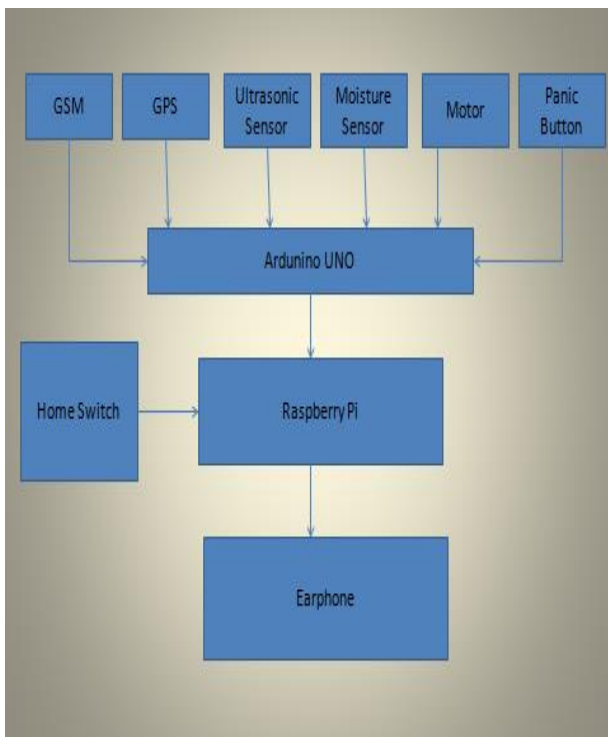 GSM
GPS
Ultrasonic
Sensor
Moisture
Sensor
Motor
Panic
Button
Ardunino UNO
Home Switch
Raspberry Pi
Earphone